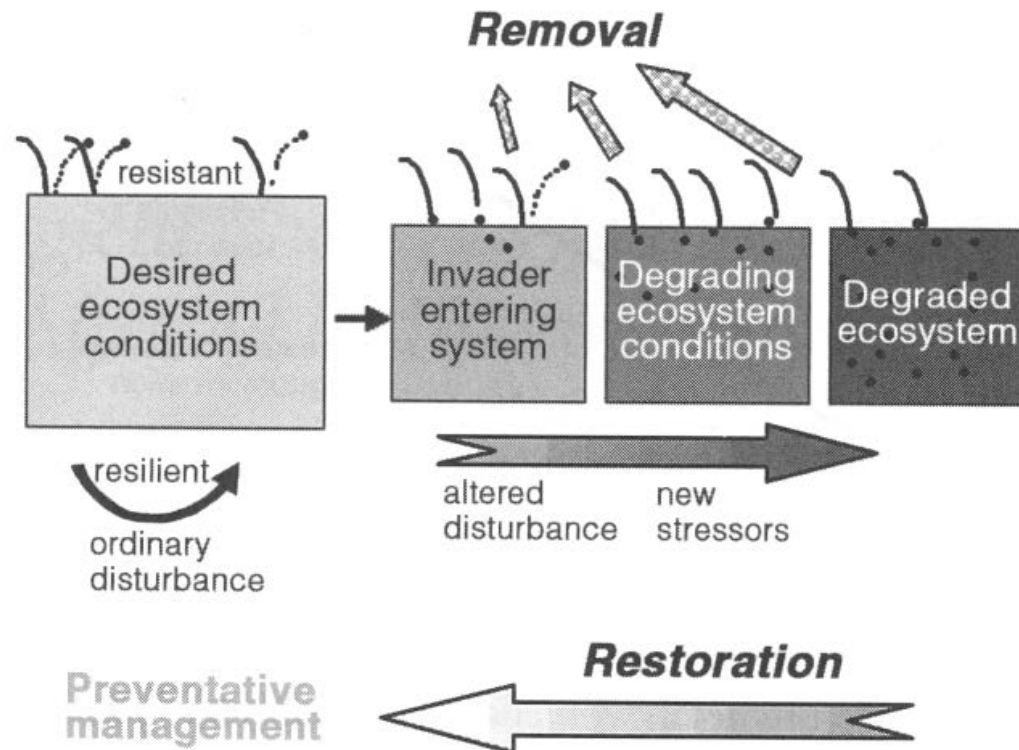 Removal
resistant
Desired
ecosystem
conditions
Invader
entering
system
Degrading
ecosystem
conditions
Degraded
ecosystem
resilient
ordinary
disturbance
altered
disturbance
new
stressors
Restoration
Preventative
management